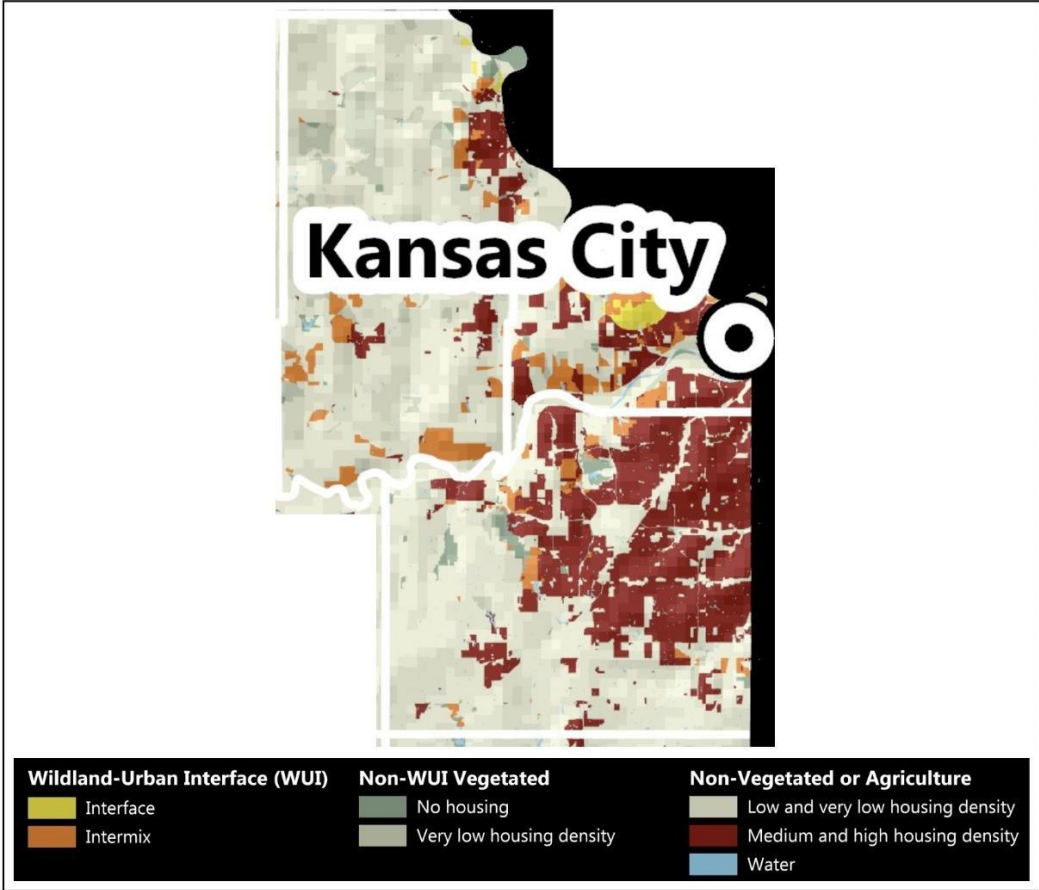 Kansas City
Wildland-Urban Interface (WUI)
Interface
Intermix
Non-WUI Vegetated
No housing
Very low housing density
Non-Vegetated or Agriculture
Low and very low housing density
Medium and high housing density
Water